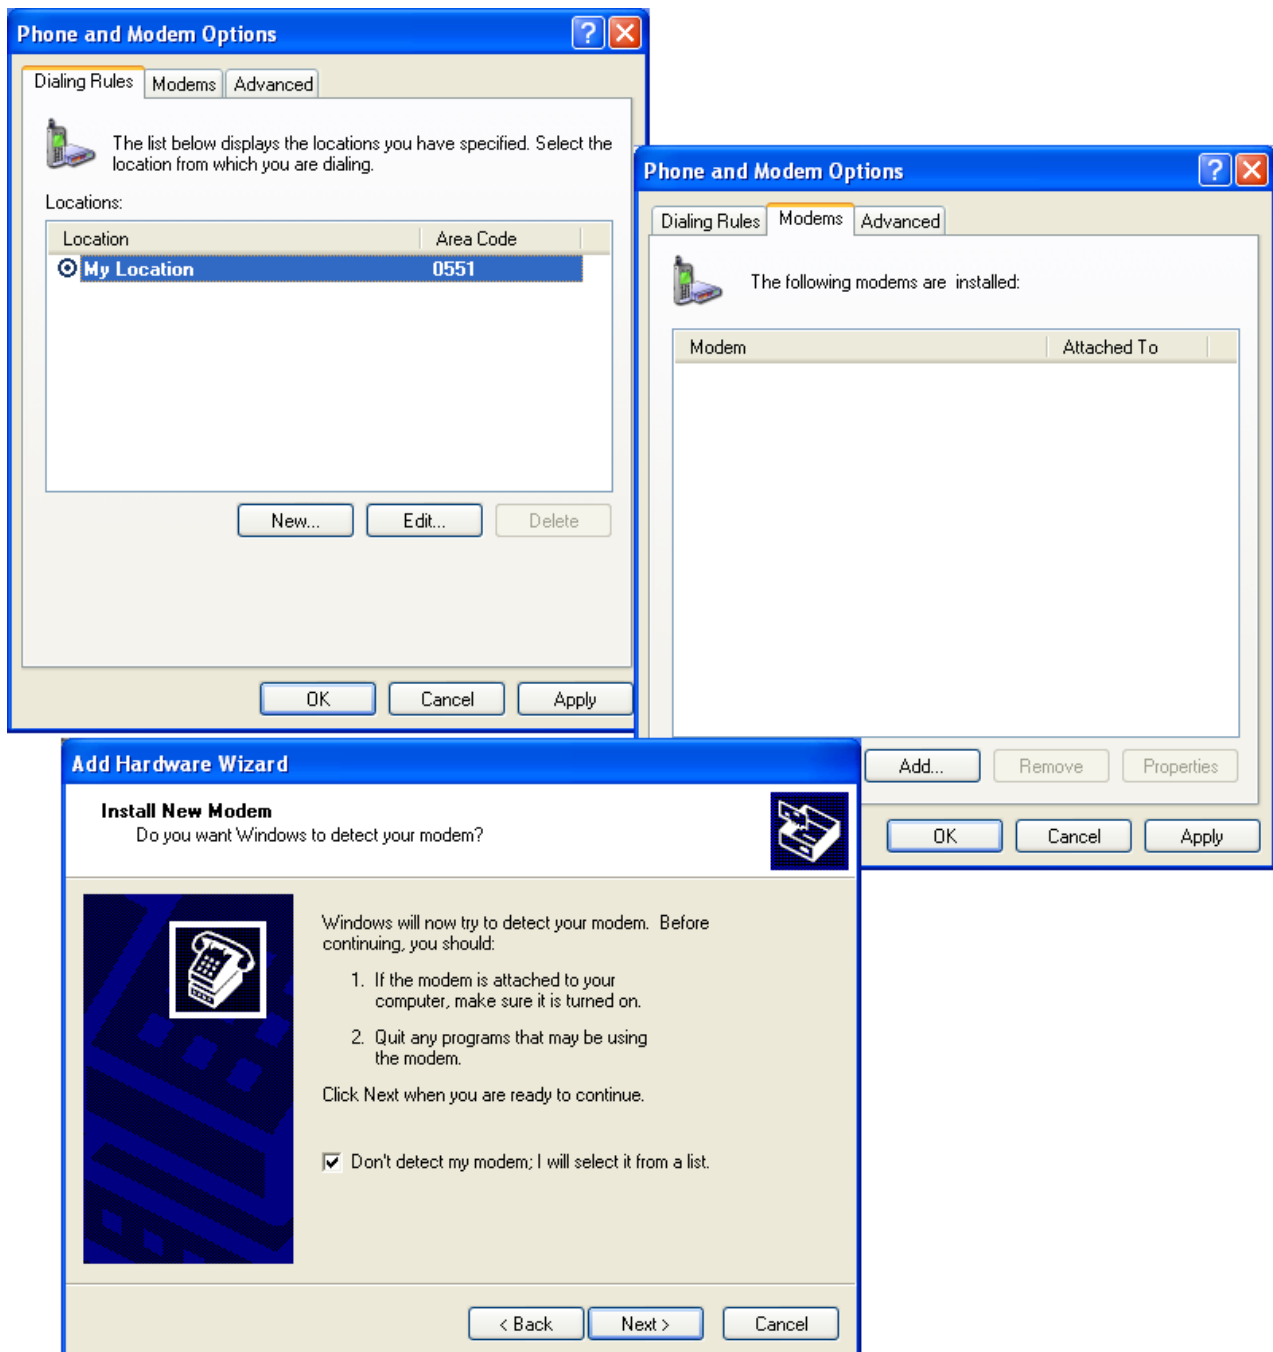 Phone and Modem Options
Dialing Rules Modems Advanced
The list below displays the locations you have specified. Select the
location from which you are dialing.
Locations:
Location Area Code
My Location 0551
New... Edit... Delete
OK Cancel Apply
Phone and Modem Options
Dialing Rules Modems Advanced
The following modems are installed:
Modem Attached To
Add... Remove Properties
OK Cancel Apply
Add Hardware Wizard
Install New Modem
Do you want Windows to detect your modem?
Windows will now try to detect your modem. Before
continuing, you should:
1. If the modem is attached to your
computer, make sure it is turned on.
2. Quit any programs that may be using
the modem.
Click Next when you are ready to continue.
Don't detect my modem; I will select it from a list.
< Back Next > Cancel